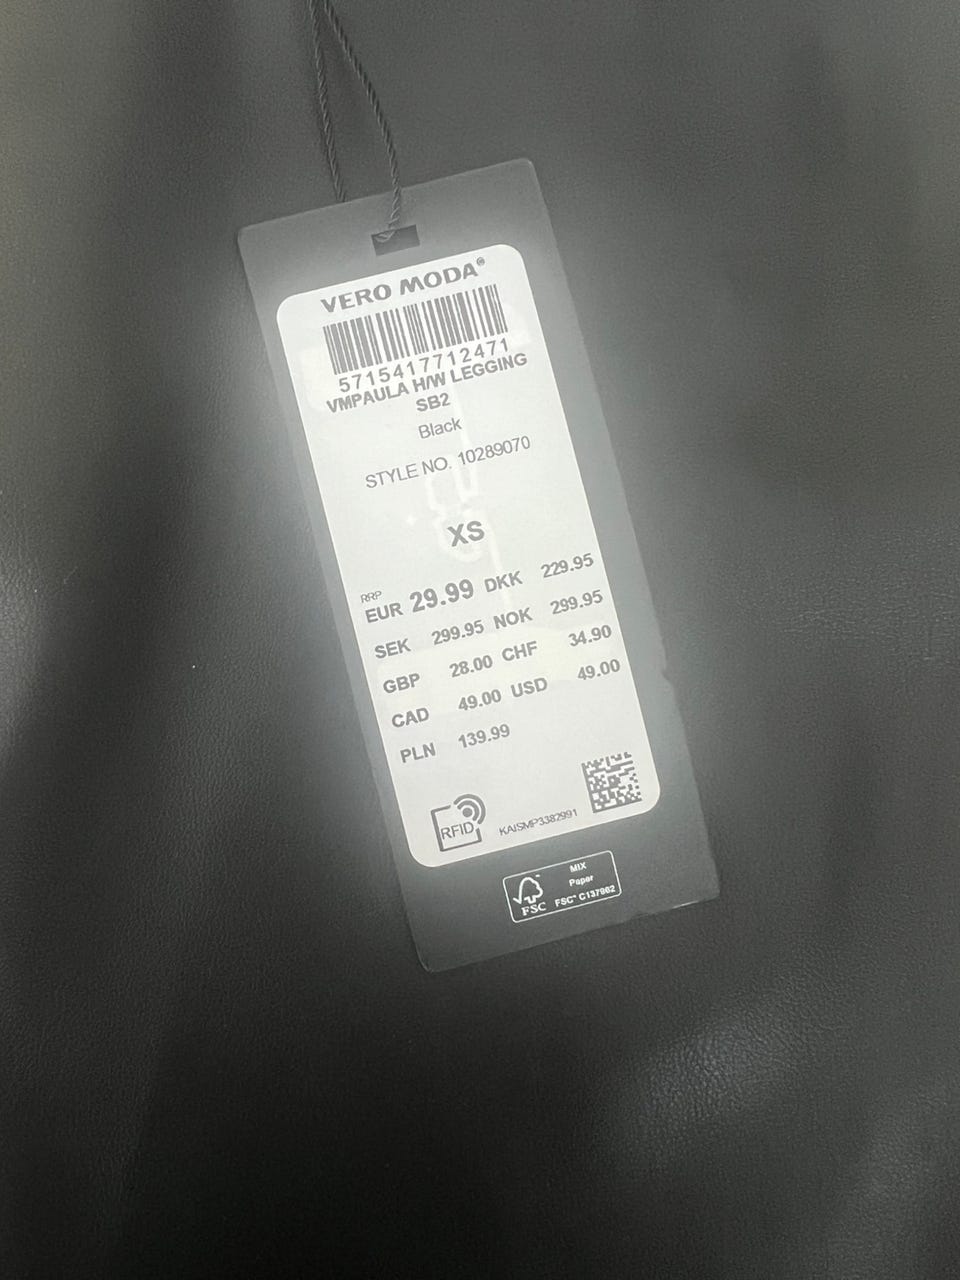 VERO MODA®
5715417712471
VMPAULA H/W LEGGING
SB2
Black
STYLE NO. 10289070
XS
RRP
EUR 29.99 DKK 229.95
SEK 299.95 NOK 299.95
GBP 28.00 CHF 34.90
CAD 49.00 USD 49.00
PLN 139.99
RFID
KAISMP3382991
MIX
Paper
FSC FSC® C137962